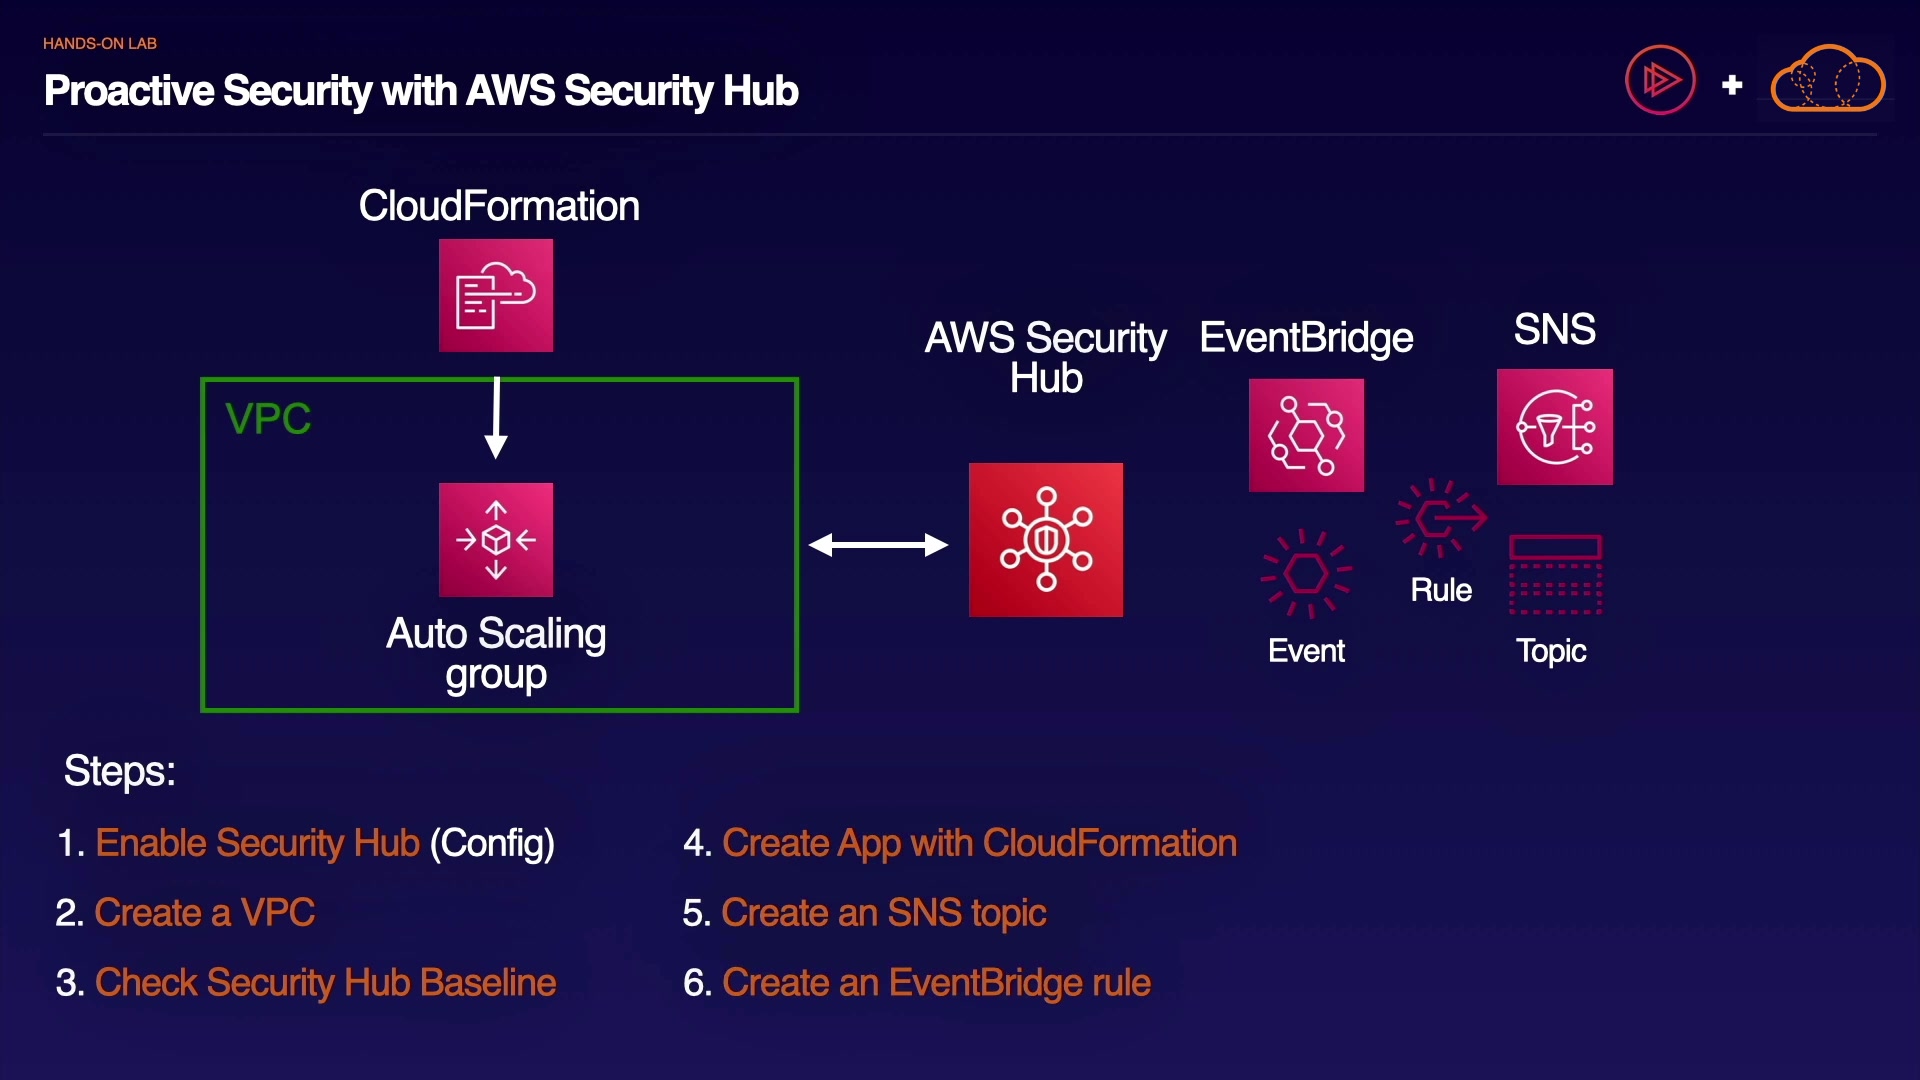 HANDS-ON LAB
Proactive Security with AWS Security Hub
CloudFormation
VPC
Auto Scaling
group
AWS Security
Hub
EventBridge
SNS
Event
Rule
Topic
Steps:
1. Enable Security Hub (Config)
2. Create a VPC
3. Check Security Hub Baseline
4. Create App with CloudFormation
5. Create an SNS topic
6. Create an EventBridge rule